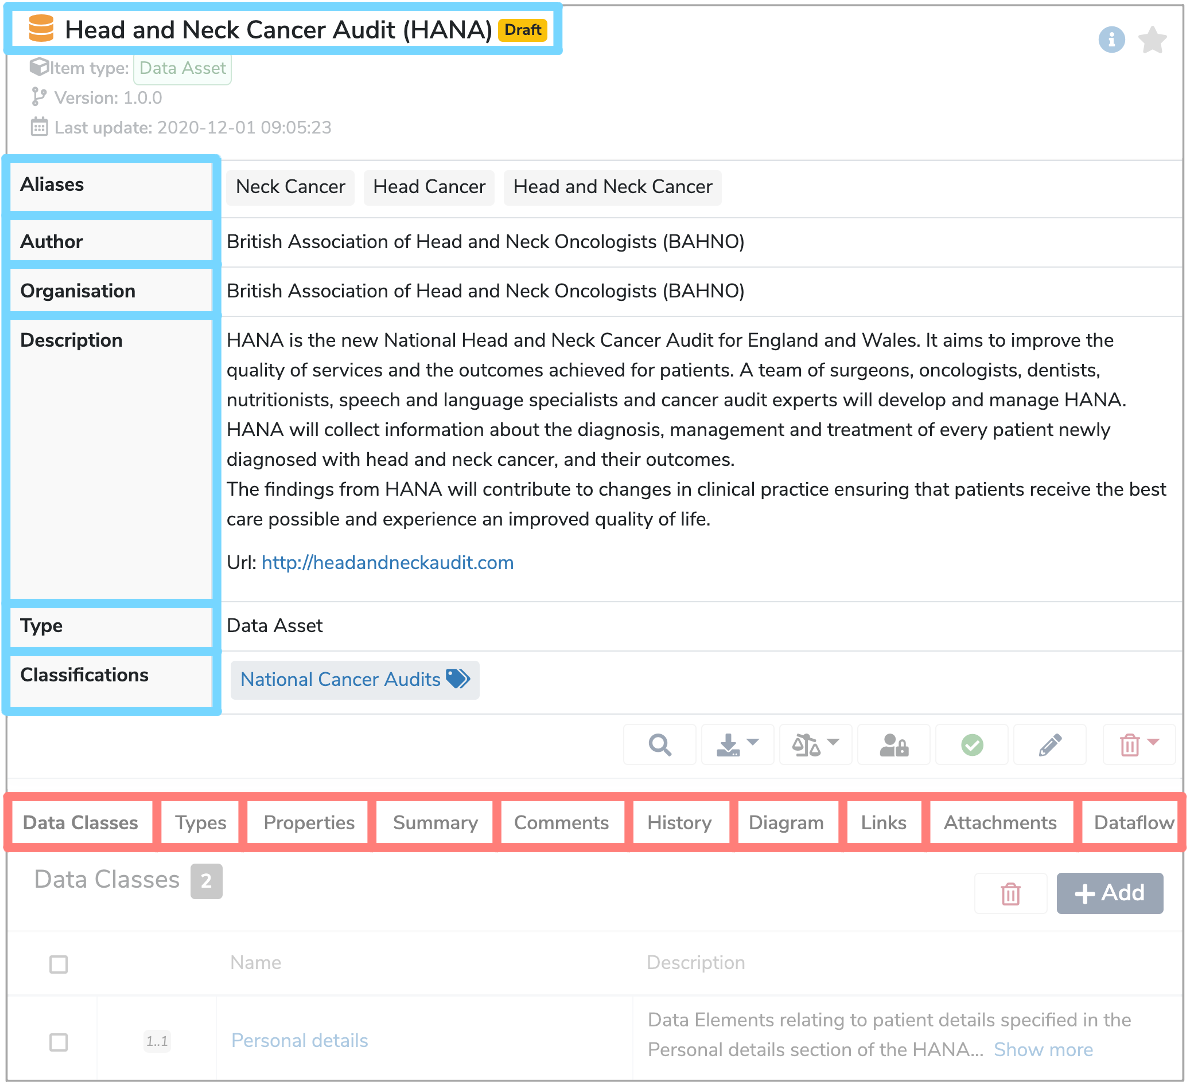 Head and Neck Cancer Audit (HANA) Draft
Item type: Data Asset
Version: 1.0.0
Last update: 2020-12-01 09:05:23
Aliases Neck Cancer Head Cancer Head and Neck Cancer
Author British Association of Head and Neck Oncologists (BAHNO)
Organisation British Association of Head and Neck Oncologists (BAHNO)
Description HANA is the new National Head and Neck Cancer Audit for England and Wales. It aims to improve the
quality of services and the outcomes achieved for patients. A team of surgeons, oncologists, dentists,
nutritionists, speech and language specialists and cancer audit experts will develop and manage HANA.
HANA will collect information about the diagnosis, management and treatment of every patient newly
diagnosed with head and neck cancer, and their outcomes.
The findings from HANA will contribute to changes in clinical practice ensuring that patients receive the best
care possible and experience an improved quality of life.
Url: http://headandneckaudit.com
Type Data Asset
Classifications National Cancer Audits
Data Classes Types Properties Summary Comments History Diagram Links Attachments Dataflow
Data Classes 2
Add
Name Description
1..1 Personal details Data Elements relating to patient details specified in the
Personal details section of the HANA... Show more